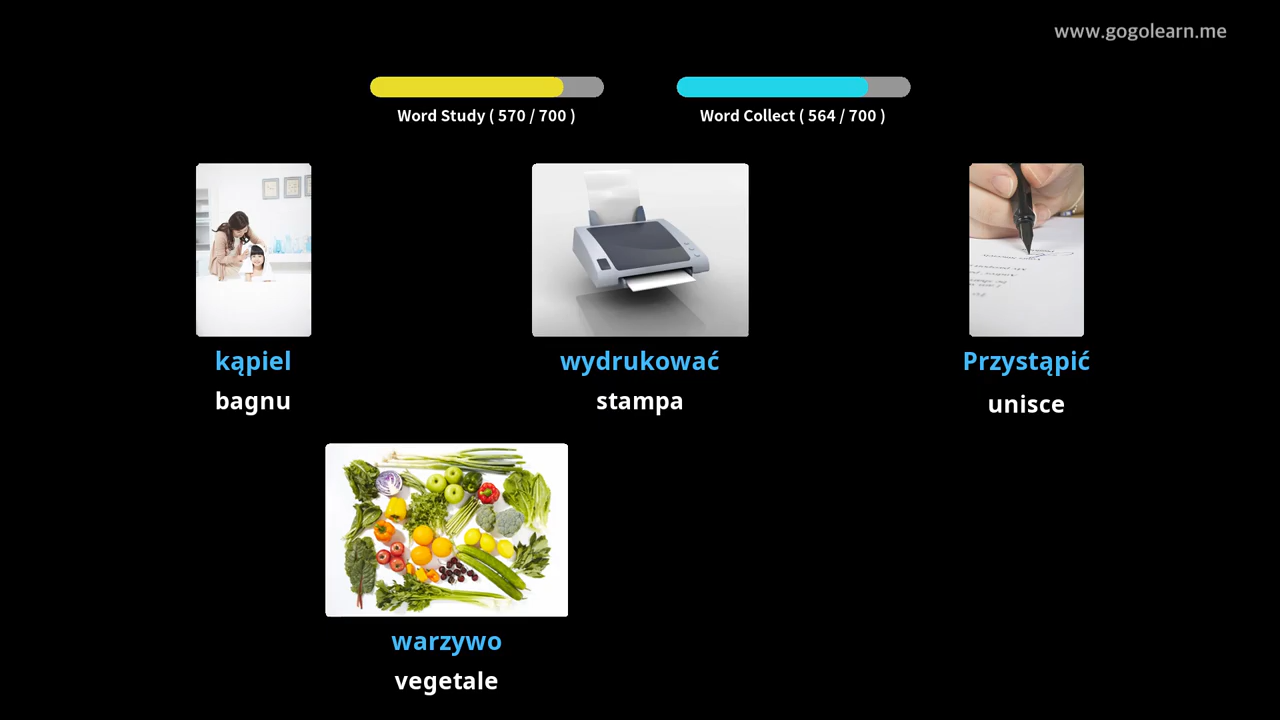 www.gogolearn.me
Word Study ( 570 / 700 )
Word Collect ( 564 / 700 )
kąpiel
bagnu
wydrukować
stampa
Przystąpić
unisce
warzywo
vegetale